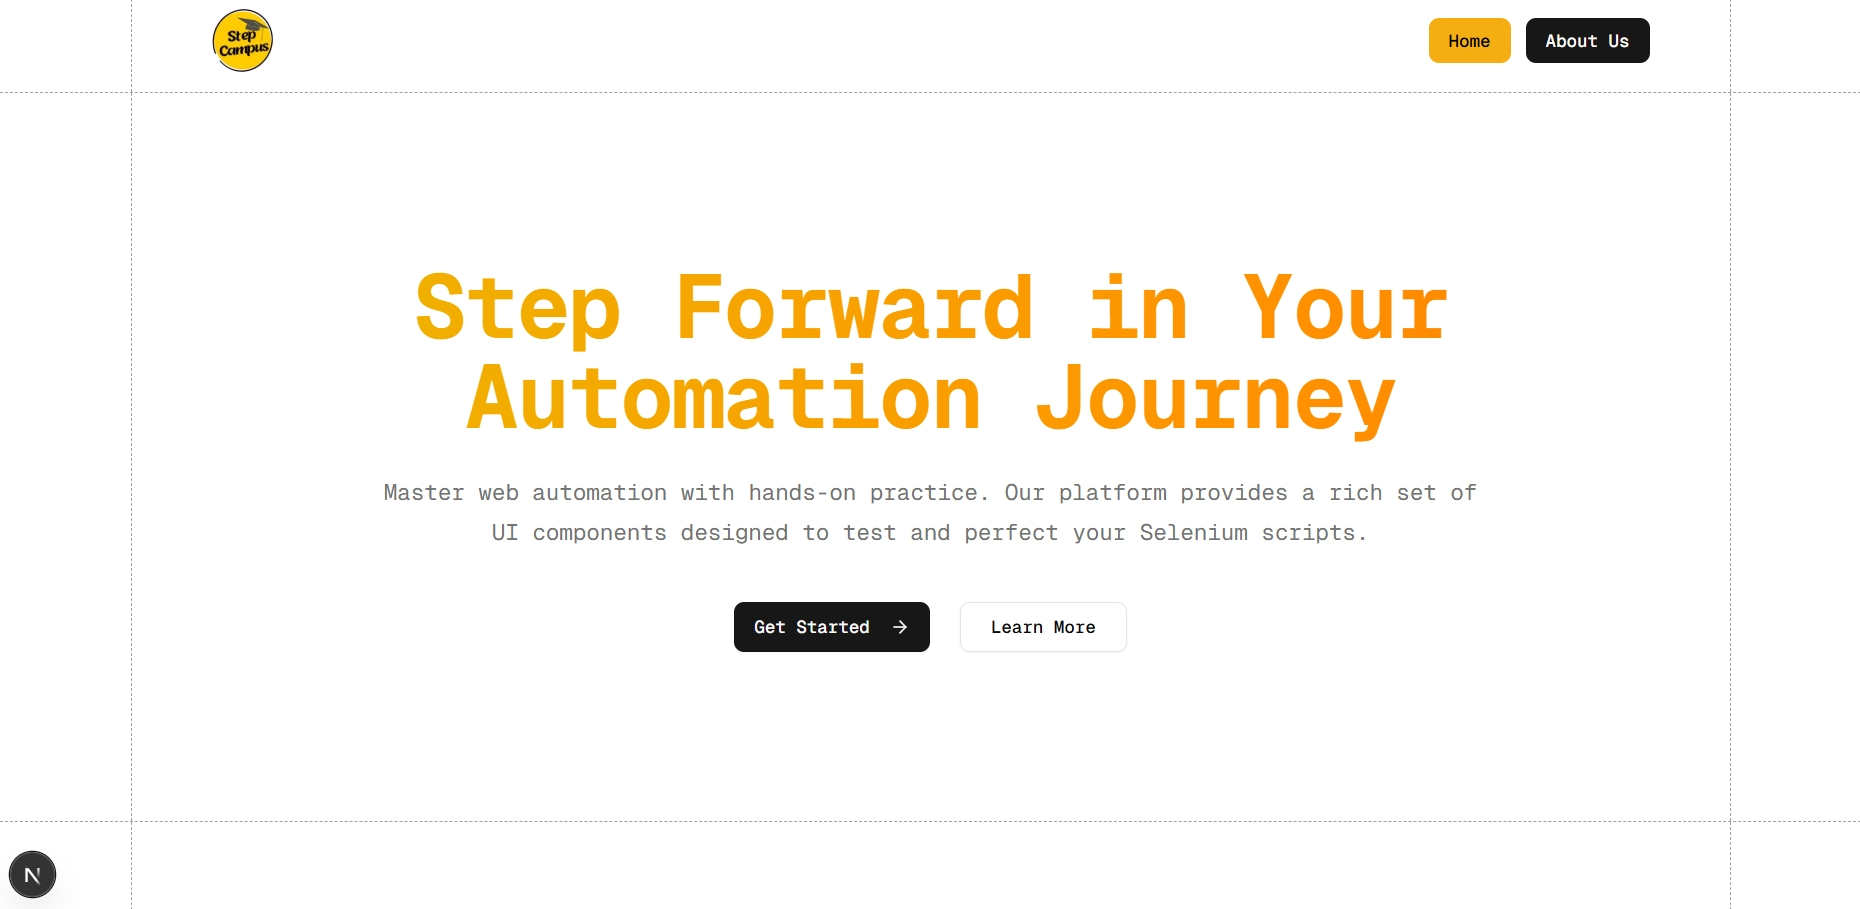 Step
Campus
Home
About Us
Step Forward in Your
Automation Journey
Master web automation with hands-on practice. Our platform provides a rich set of
UI components designed to test and perfect your Selenium scripts.
Get Started →
Learn More
N